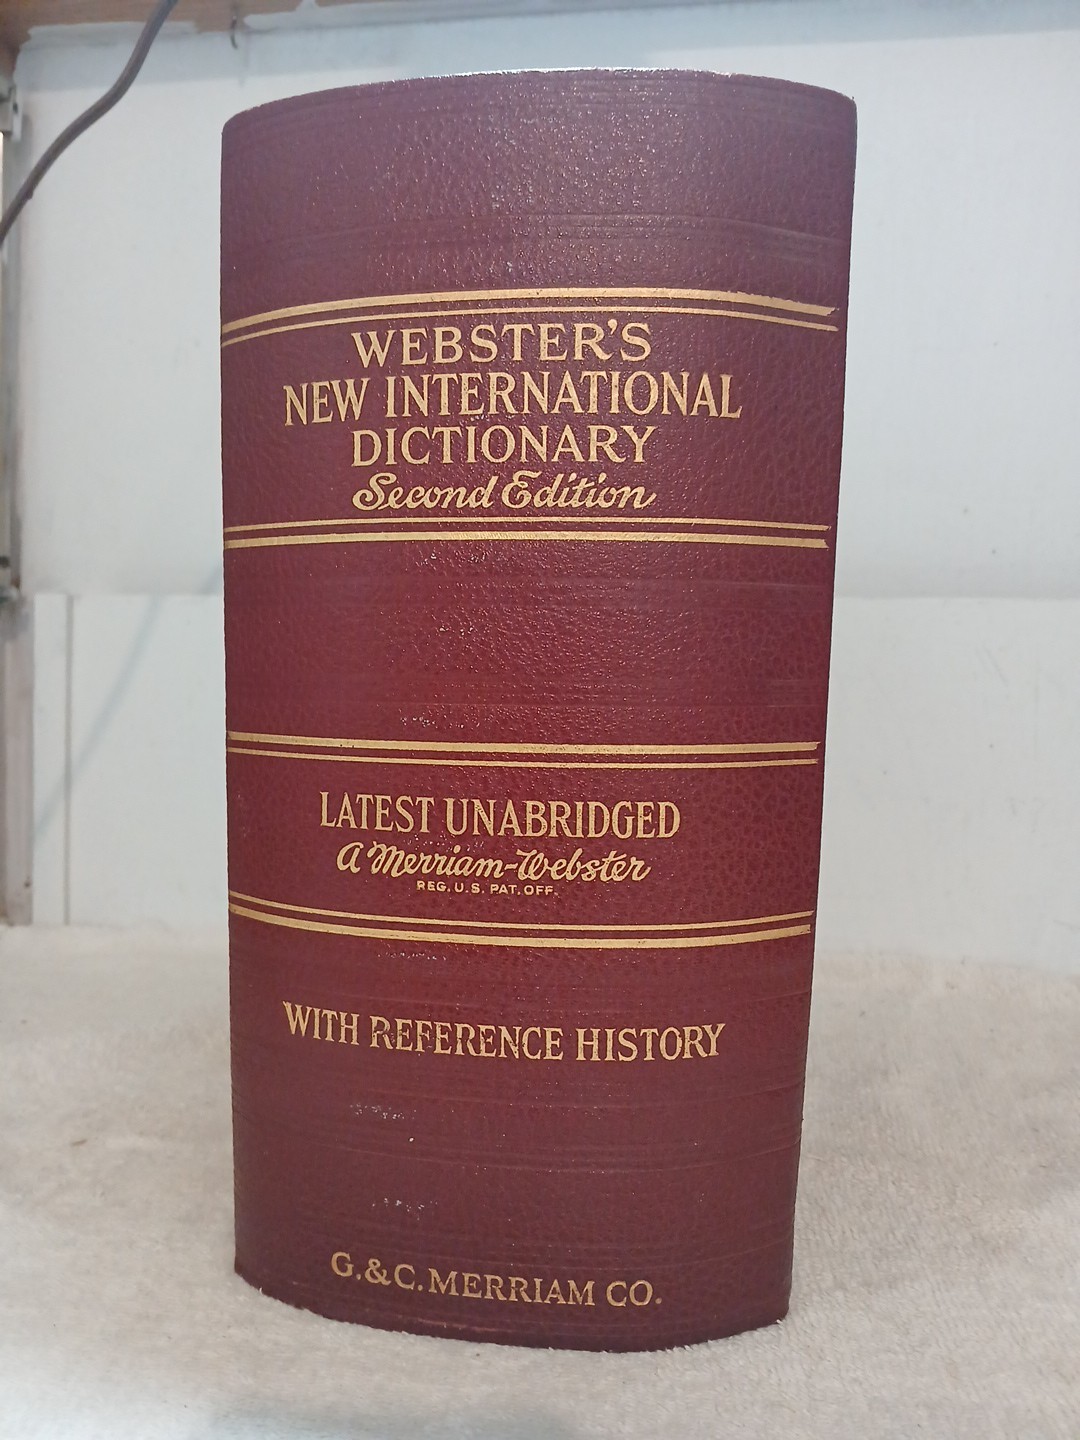 WEBSTER'S
NEW INTERNATIONAL
DICTIONARY
Second Edition
LATEST UNABRIDGED
A Merriam-Webster
REG. U.S. PAT. OFF.
WITH REFERENCE HISTORY
G. & C. MERRIAM CO.